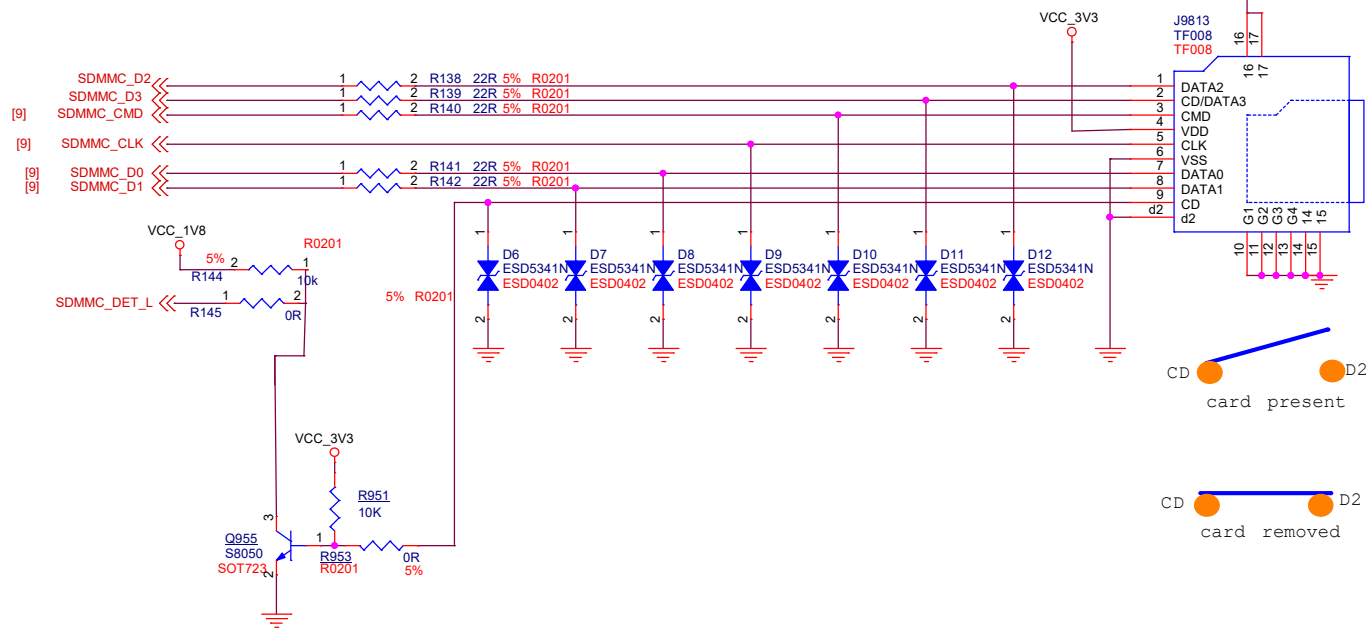 VCC_3V3
J9813
TF008
TF008
16
17
16
17
SDMMC_D2 1 2 R138 22R 5% R0201 1 DATA2
SDMMC_D3 1 2 R139 22R 5% R0201 2 CD/DATA3
[9] SDMMC_CMD 1 2 R140 22R 5% R0201 3 CMD
4 VDD
[9] SDMMC_CLK 5 CLK
6 VSS
[9] SDMMC_D0 1 2 R141 22R 5% R0201 7 DATA0
[9] SDMMC_D1 1 2 R142 22R 5% R0201 8 DATA1
9 CD
d2 d2
G1 G2 G3 G4 14 15
10 11 12 13 14 15
VCC_1V8
R0201
5%
R144 2 1
10k
SDMMC_DET_L 1 2
R145 0R
5% R0201
1 1 1 1 1 1 1
D6 D7 D8 D9 D10 D11 D12
ESD5341N ESD5341N ESD5341N ESD5341N ESD5341N ESD5341N ESD5341N
ESD0402 ESD0402 ESD0402 ESD0402 ESD0402 ESD0402 ESD0402
2 2 2 2 2 2 2
CD D2
card present
VCC_3V3
R951
10K
CD D2
card removed
3
Q955
S8050
SOT723
1
2
R953
R0201
0R
5%